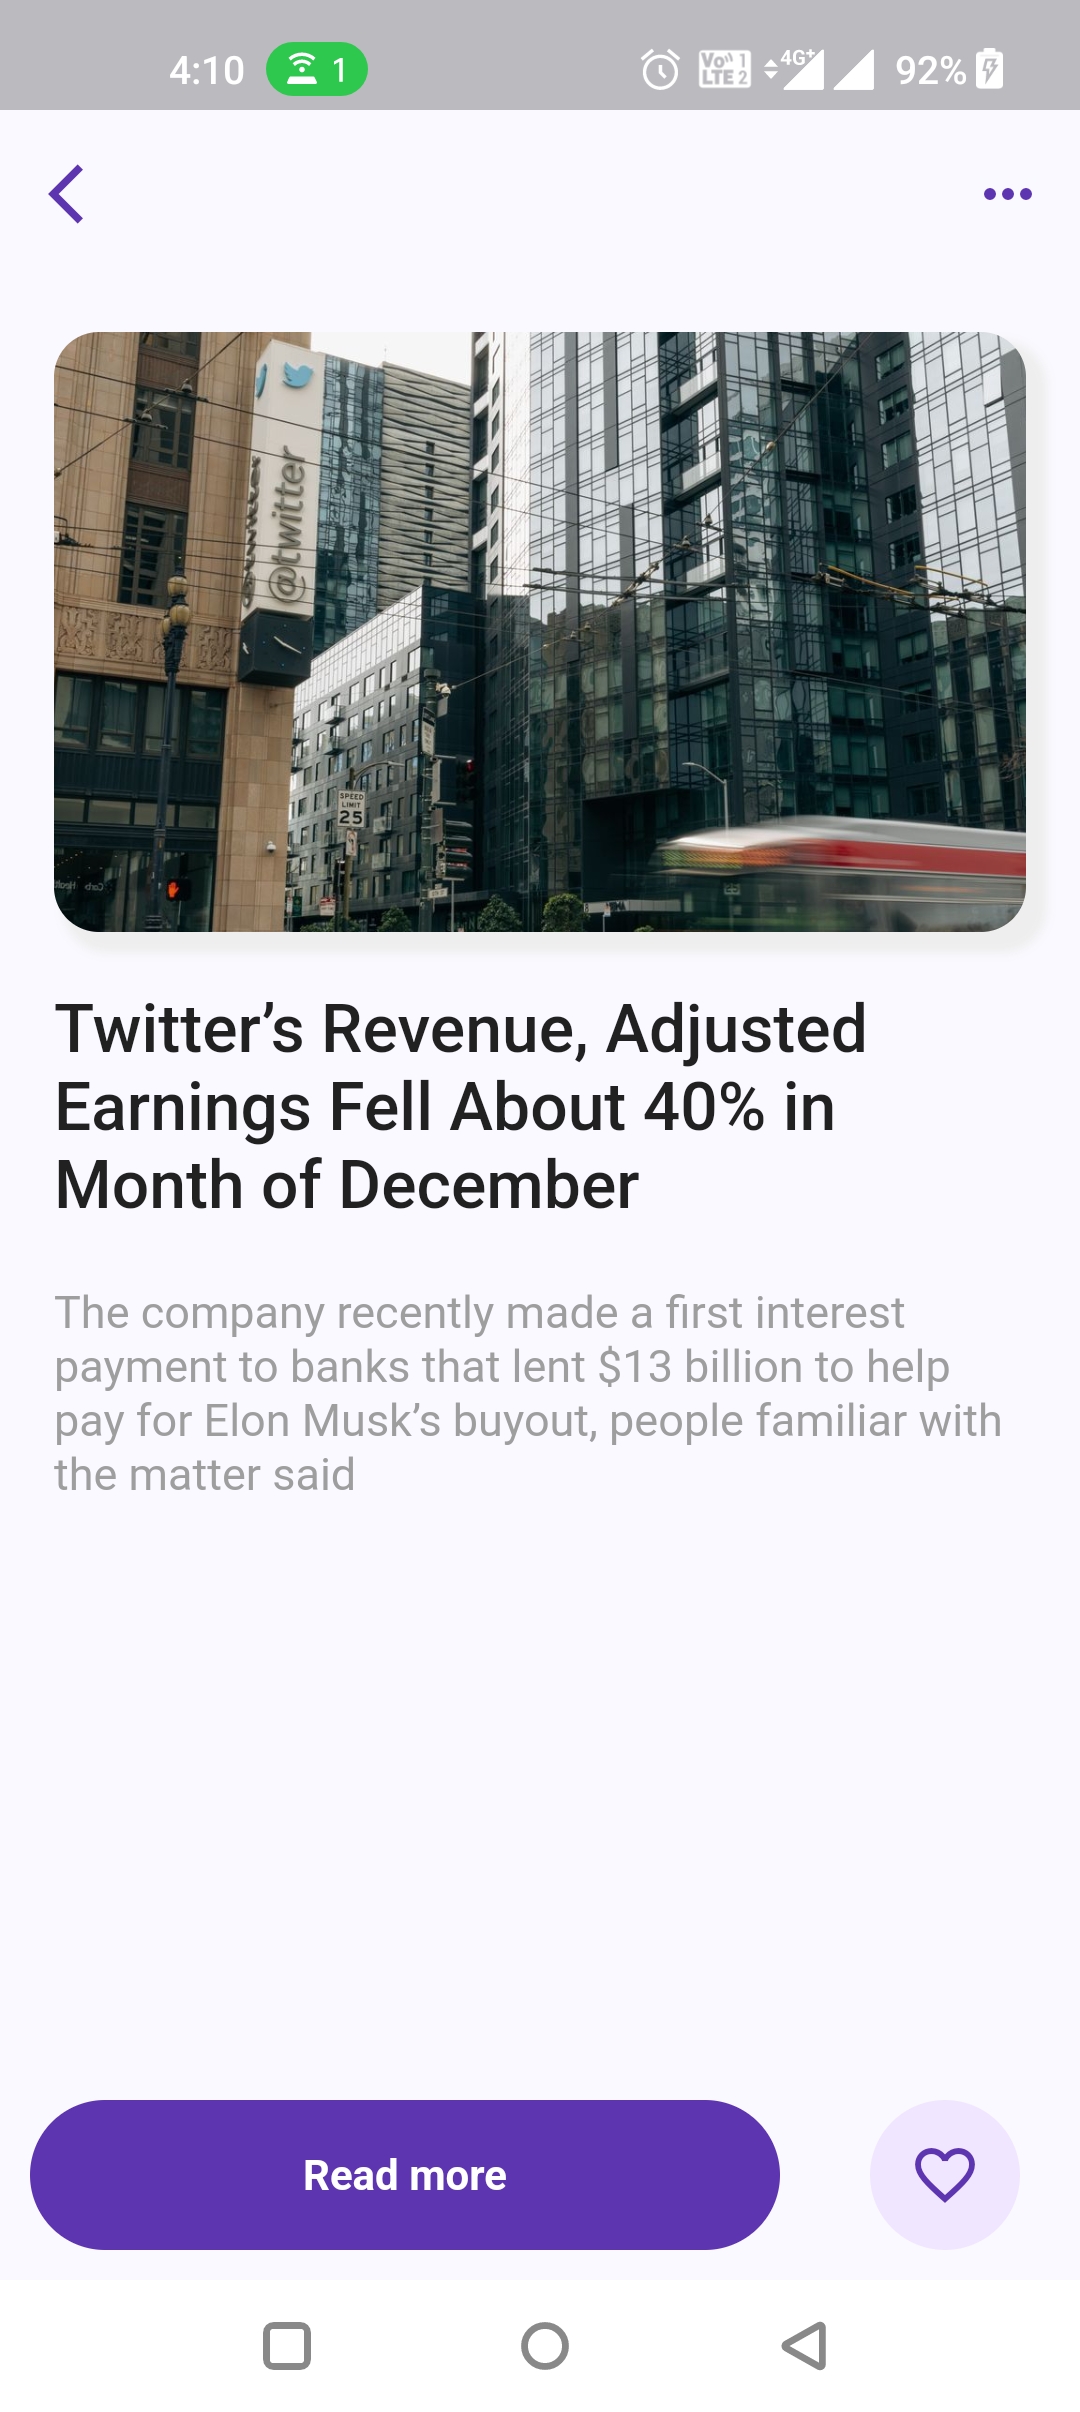 4:10 1 Vo)) 1 LTE 2 4G+ 92%
@twitter
SPEED
LIMIT
25
Twitter’s Revenue, Adjusted
Earnings Fell About 40% in
Month of December
The company recently made a first interest
payment to banks that lent $13 billion to help
pay for Elon Musk’s buyout, people familiar with
the matter said
Read more